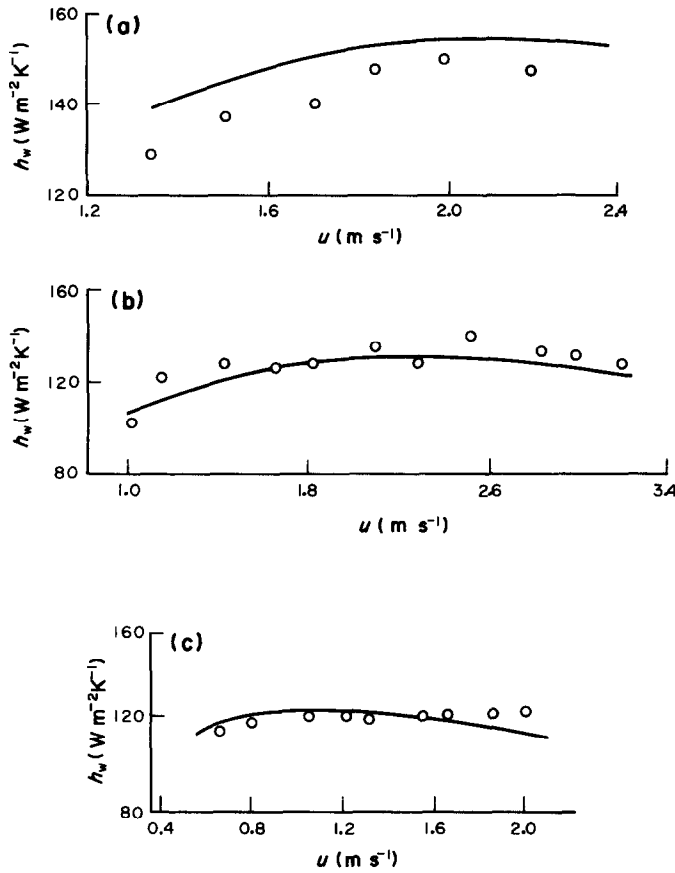 (a)
160
140
120
h_w (W m⁻² K⁻¹)
1.2 1.6 2.0 2.4
u (m s⁻¹)
(b)
160
120
80
h_w (W m⁻² K⁻¹)
1.0 1.8 2.6 3.4
u (m s⁻¹)
(c)
160
120
80
h_w (W m⁻² K⁻¹)
0.4 0.8 1.2 1.6 2.0
u (m s⁻¹)